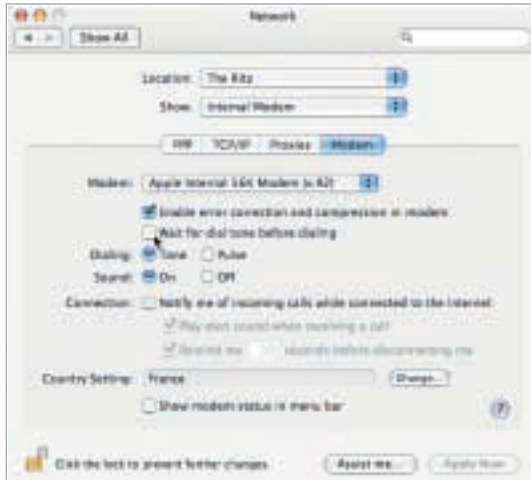 Network
Show All
Location: The Ritz
Show: Internal Modem
PPP TCP/IP Proxies Modem
Modem: Apple Internal 56K Modem (v.92)
Enable error correction and compression in modem
Wait for dial tone before dialing
Dialing: Tone Pulse
Sound: On Off
Connection: Notify me of incoming calls while connected to the Internet
Play alert sound when receiving a call
Remind me seconds before disconnecting me
Country Setting: France Change...
Show modem status in menu bar
?
Click the lock to prevent further changes. Assist me... Apply Now